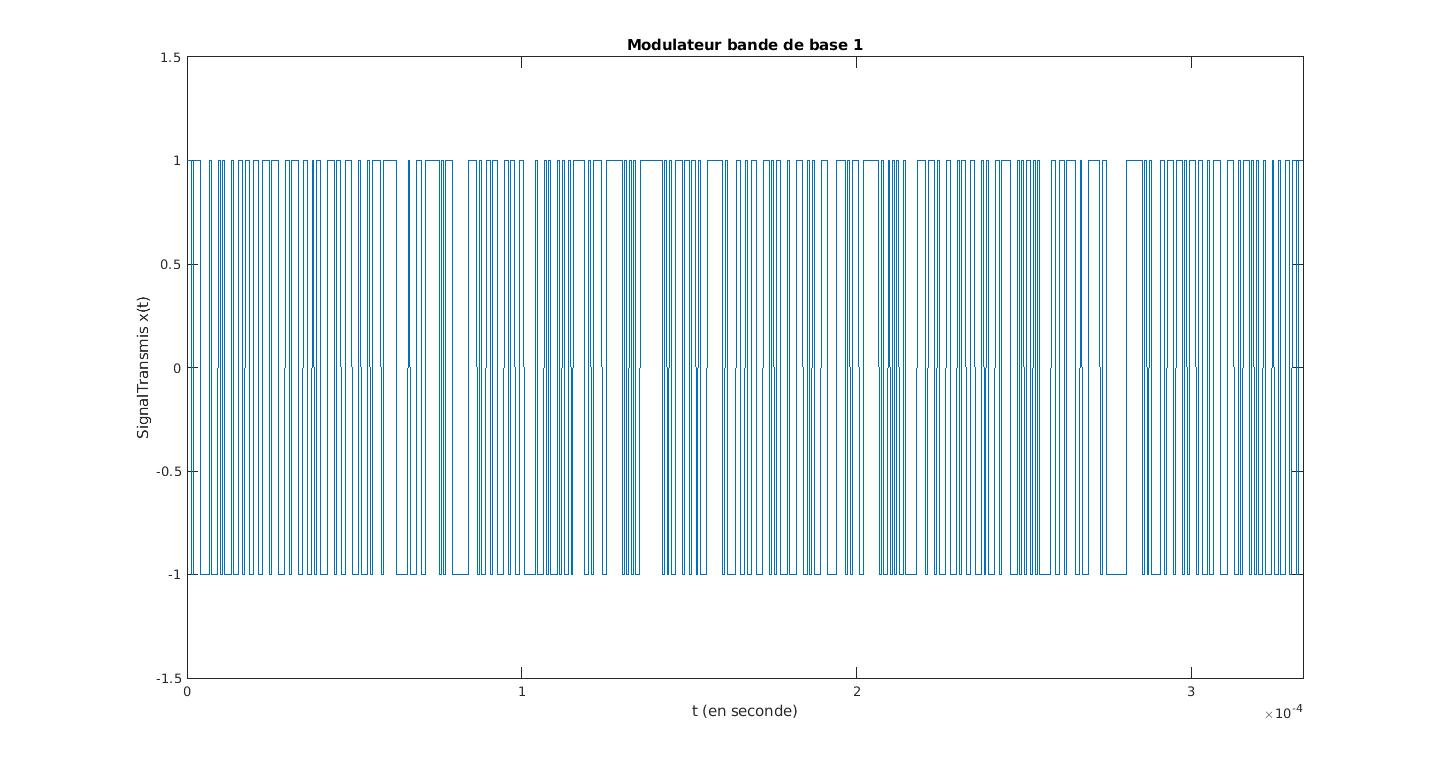 Modulateur bande de base 1
1.5
1
0.5
0
-0.5
-1
-1.5
SignalTransmis x(t)
0 1 2 3
×10⁻⁴
t (en seconde)